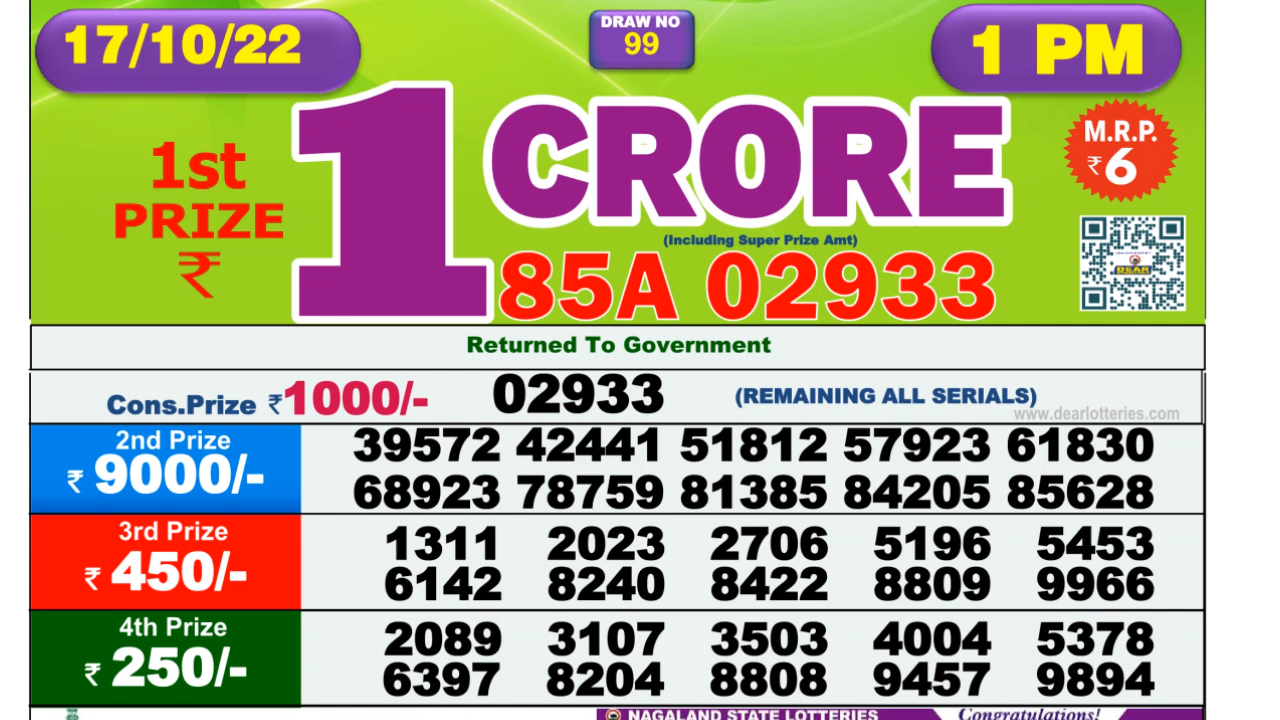 17/10/22
DRAW NO
99
1 PM
1st
PRIZE
₹
1 CRORE
(Including Super Prize Amt)
85A 02933
M.R.P.
₹ 6
DEAR
Returned To Government
Cons.Prize ₹1000/- 02933 (REMAINING ALL SERIALS)
www.dearlotteries.com
2nd Prize
₹ 9000/-
39572 42441 51812 57923 61830
68923 78759 81385 84205 85628
3rd Prize
₹ 450/-
1311 2023 2706 5196 5453
6142 8240 8422 8809 9966
4th Prize
₹ 250/-
2089 3107 3503 4004 5378
6397 8204 8808 9457 9894
NAGALAND STATE LOTTERIES
Congratulations!